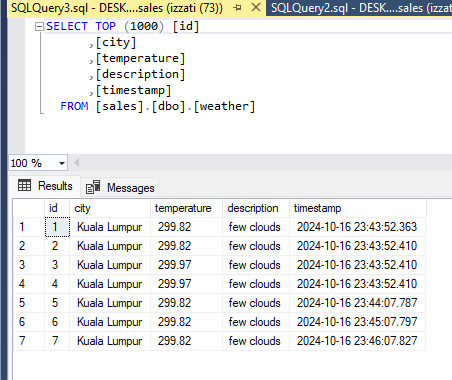 SQLQuery3.sql - DESK....sales (izzati (73)) SQLQuery2.sql - DESK....sales (izzati
SELECT TOP (1000) [id]
,[city]
,[temperature]
,[description]
,[timestamp]
FROM [sales].[dbo].[weather]
100 %
Results Messages
id city temperature description timestamp
1 1 Kuala Lumpur 299.82 few clouds 2024-10-16 23:43:52.363
2 2 Kuala Lumpur 299.82 few clouds 2024-10-16 23:43:52.410
3 3 Kuala Lumpur 299.97 few clouds 2024-10-16 23:43:52.410
4 4 Kuala Lumpur 299.97 few clouds 2024-10-16 23:43:52.410
5 5 Kuala Lumpur 299.82 few clouds 2024-10-16 23:44:07.787
6 6 Kuala Lumpur 299.82 few clouds 2024-10-16 23:45:07.797
7 7 Kuala Lumpur 299.82 few clouds 2024-10-16 23:46:07.827